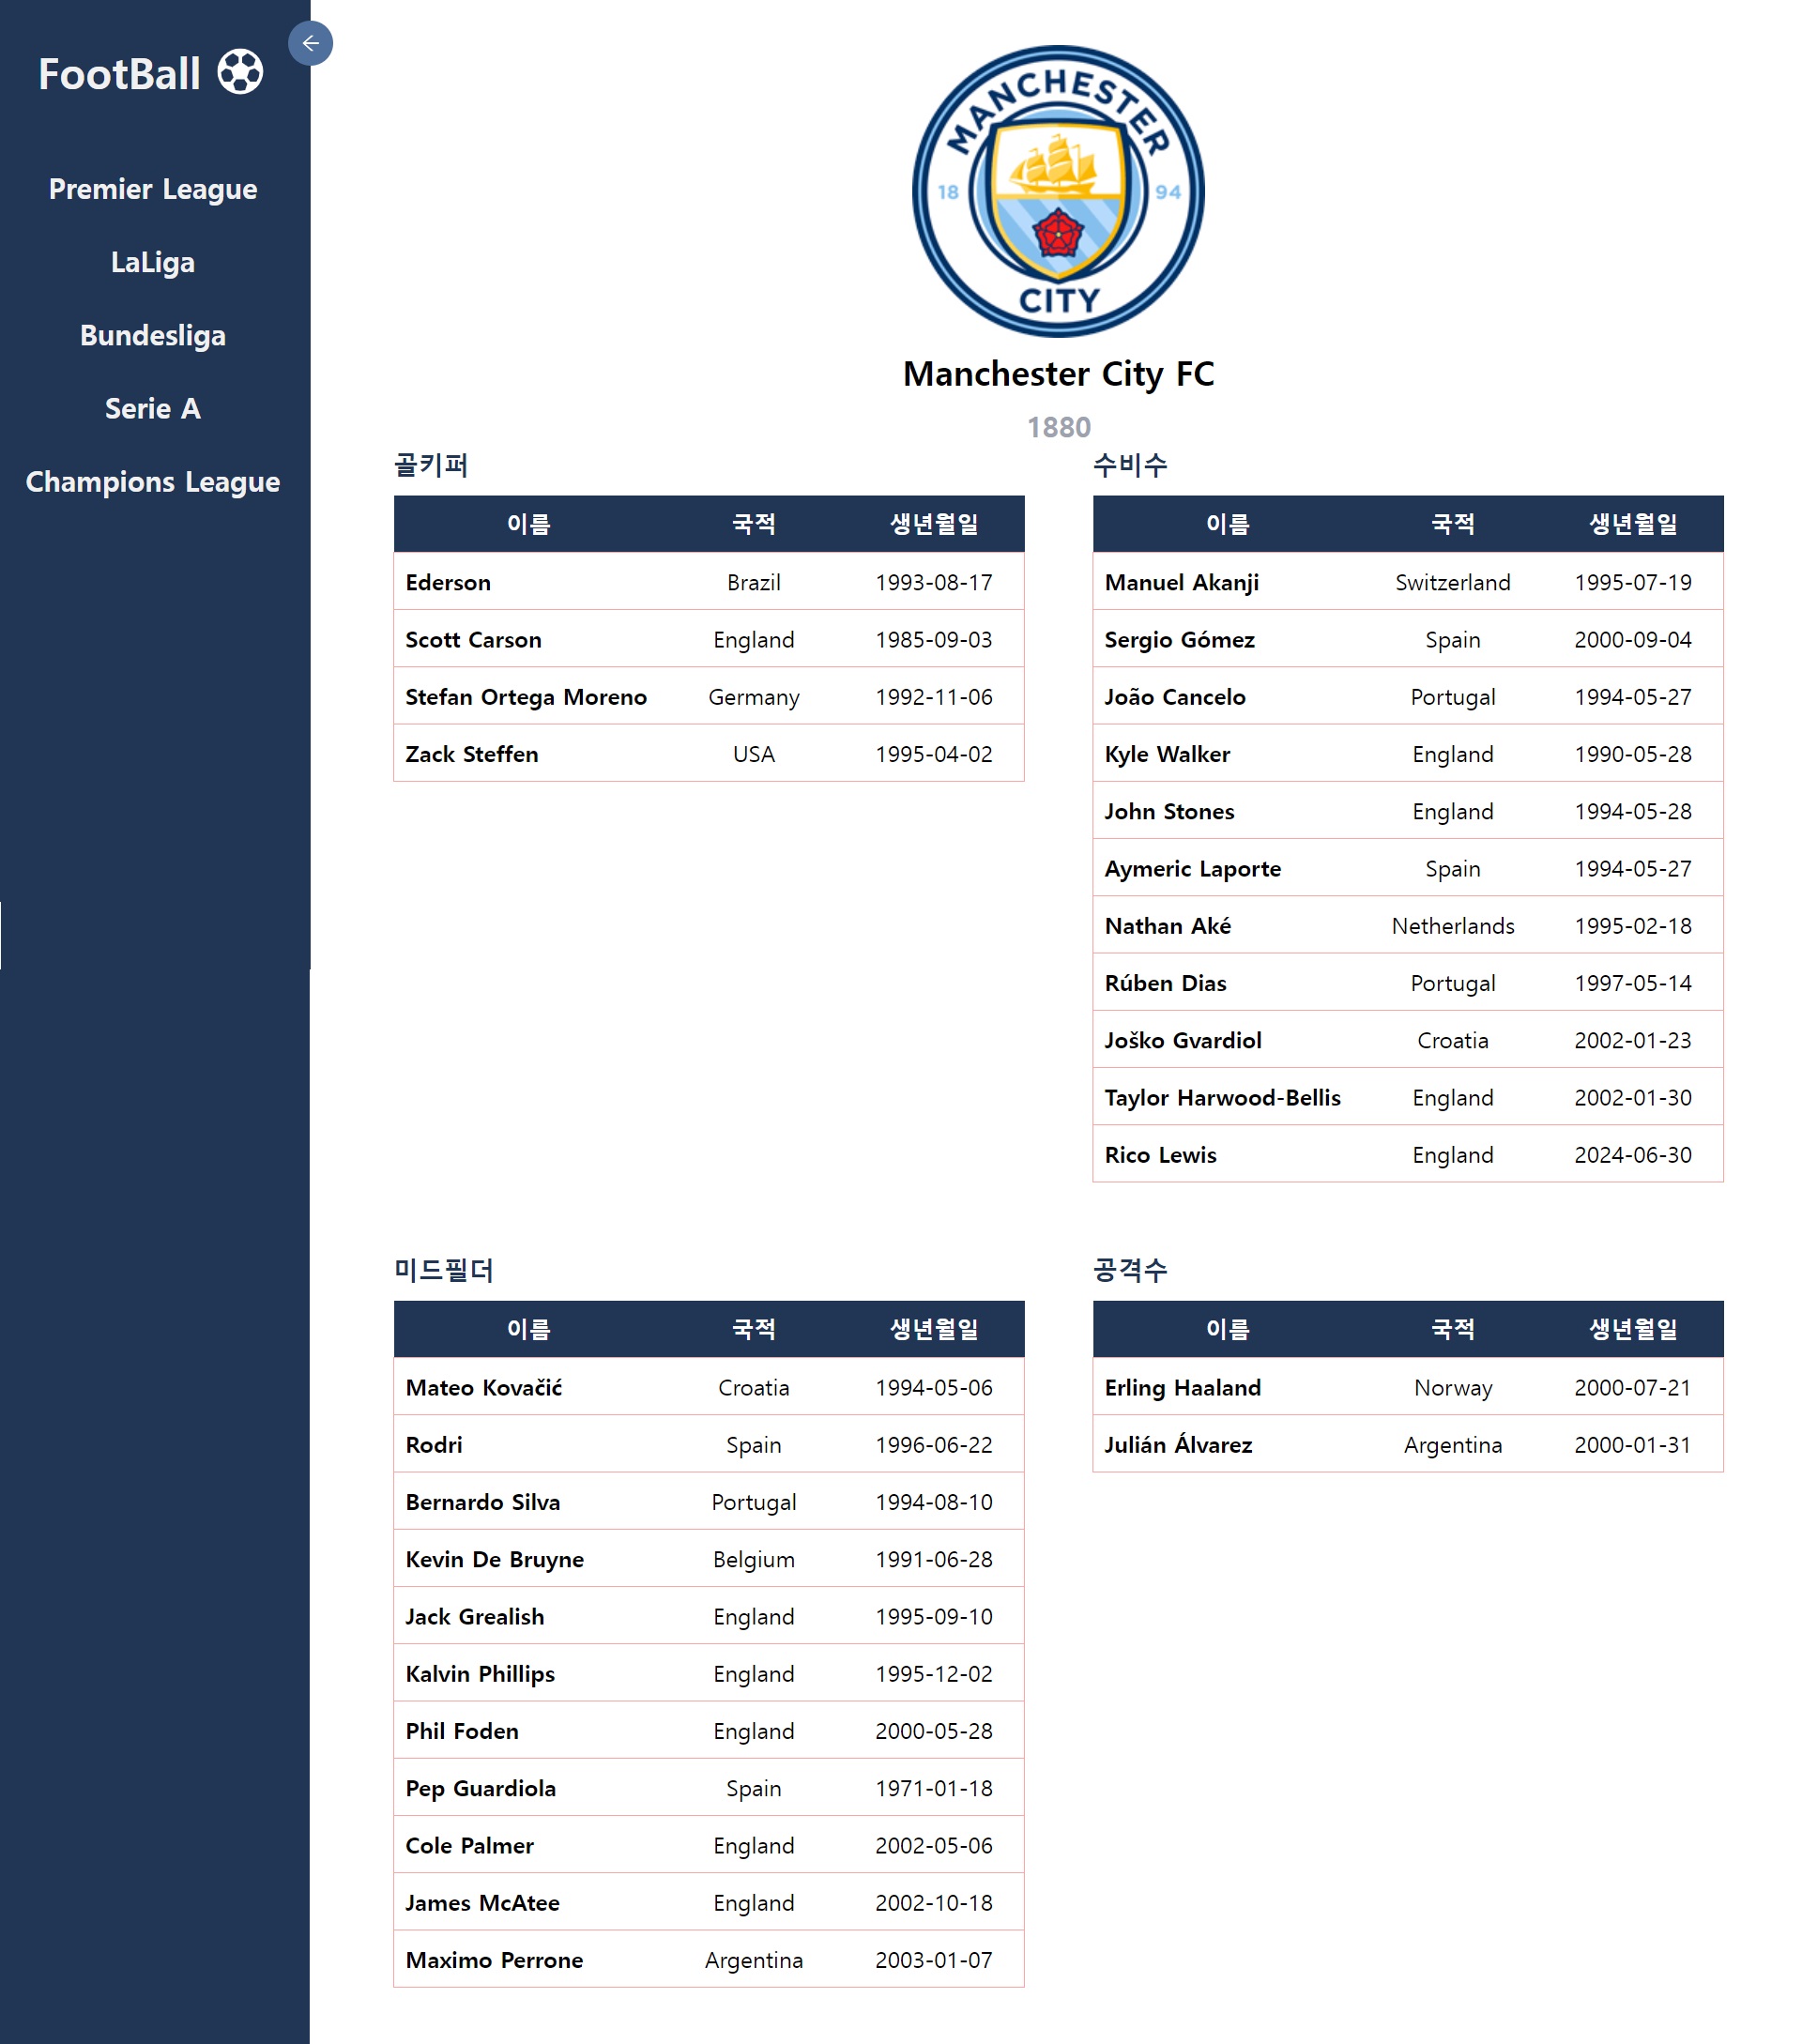 FootBall
Premier League
LaLiga
Bundesliga
Serie A
Champions League
MANCHESTER
18 94
CITY
Manchester City FC
1880
골키퍼
이름 국적 생년월일
Ederson Brazil 1993-08-17
Scott Carson England 1985-09-03
Stefan Ortega Moreno Germany 1992-11-06
Zack Steffen USA 1995-04-02
수비수
이름 국적 생년월일
Manuel Akanji Switzerland 1995-07-19
Sergio Gómez Spain 2000-09-04
João Cancelo Portugal 1994-05-27
Kyle Walker England 1990-05-28
John Stones England 1994-05-28
Aymeric Laporte Spain 1994-05-27
Nathan Aké Netherlands 1995-02-18
Rúben Dias Portugal 1997-05-14
Joško Gvardiol Croatia 2002-01-23
Taylor Harwood-Bellis England 2002-01-30
Rico Lewis England 2024-06-30
미드필더
이름 국적 생년월일
Mateo Kovačić Croatia 1994-05-06
Rodri Spain 1996-06-22
Bernardo Silva Portugal 1994-08-10
Kevin De Bruyne Belgium 1991-06-28
Jack Grealish England 1995-09-10
Kalvin Phillips England 1995-12-02
Phil Foden England 2000-05-28
Pep Guardiola Spain 1971-01-18
Cole Palmer England 2002-05-06
James McAtee England 2002-10-18
Maximo Perrone Argentina 2003-01-07
공격수
이름 국적 생년월일
Erling Haaland Norway 2000-07-21
Julián Álvarez Argentina 2000-01-31